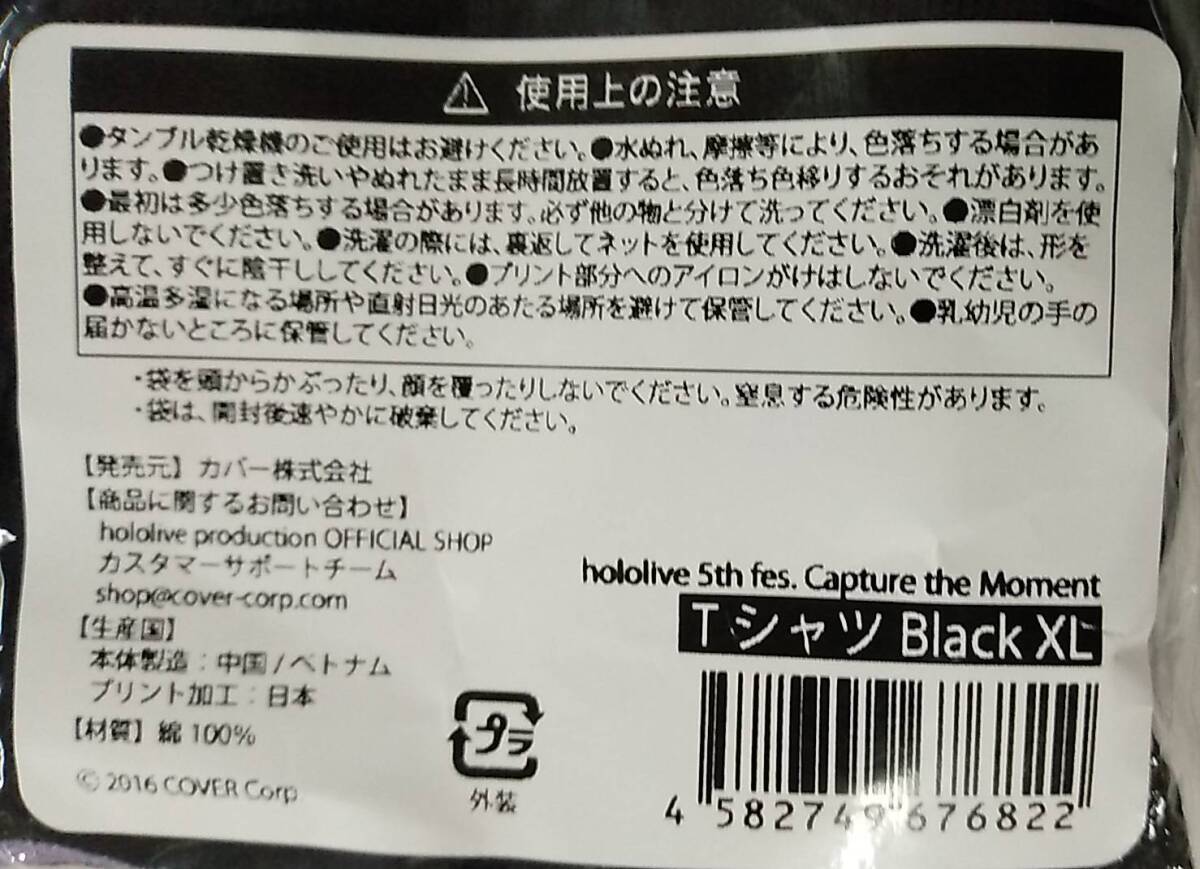 ⚠ 使用上の注意
●タンブル乾燥機のご使用はお避けください。●水ぬれ、摩擦等により、色落ちする場合があ
ります。●つけ置き洗いやぬれたまま長時間放置すると、色落ち色移りするおそれがあります。
●最初は多少色落ちする場合があります。必ず他の物と分けて洗ってください。●漂白剤を使
用しないでください。●洗濯の際には、裏返してネットを使用してください。●洗濯後は、形を
整えて、すぐに陰干ししてください。●プリント部分へのアイロンがけはしないでください。
●高温多湿になる場所や直射日光のあたる場所を避けて保管してください。●乳幼児の手の
届かないところに保管してください。
・袋を頭からかぶったり、顔を覆ったりしないでください。窒息する危険性があります。
・袋は、開封後速やかに破棄してください。
【発売元】カバー株式会社
【商品に関するお問い合わせ】
hololive production OFFICIAL SHOP
カスタマーサポートチーム
shop@cover-corp.com
【生産国】
本体製造：中国/ベトナム
プリント加工：日本
【材質】綿 100%
© 2016 COVER Corp
プラ
外装
hololive 5th fes. Capture the Moment
Tシャツ Black XL
4 582749 676822